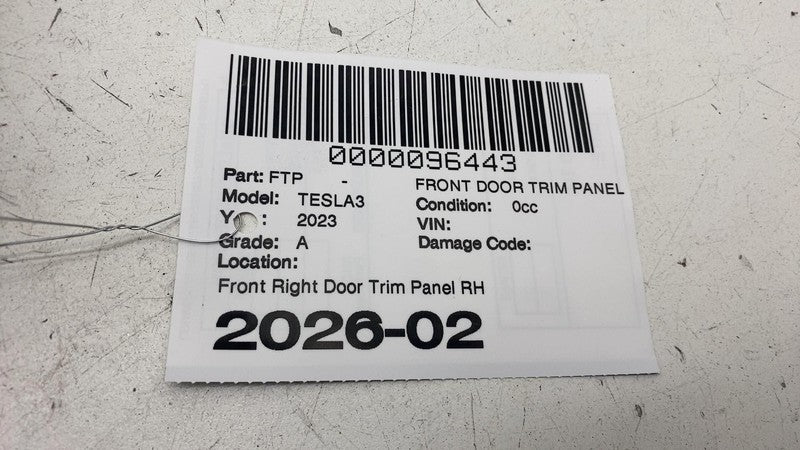 0000096443
Part: FTP - FRONT DOOR TRIM PANEL
Model: TESLA3 Condition: 0cc
Y : 2023 VIN:
Grade: A Damage Code:
Location:
Front Right Door Trim Panel RH
2026-02